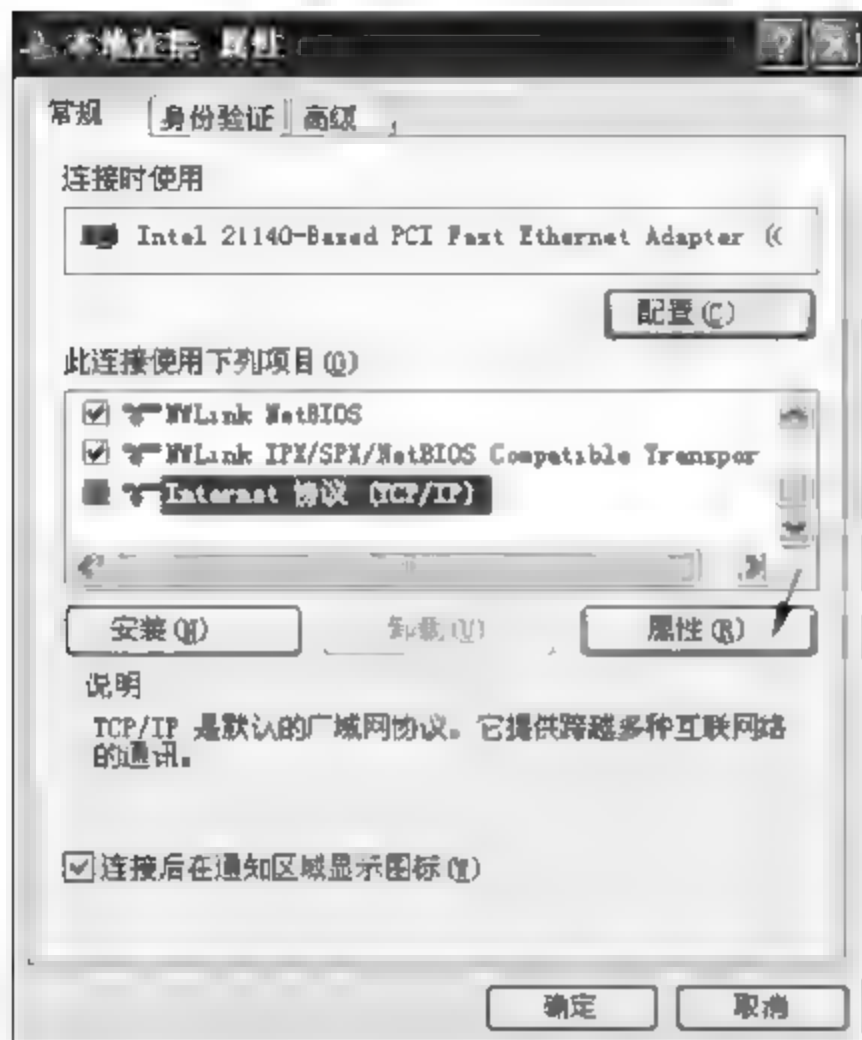 本地连接 属性
常规 身份验证 高级
连接时使用
Intel 21140-Based PCI Fast Ethernet Adapter (
配置(C)
此连接使用下列项目(O)
NWLink NetBIOS
NWLink IPX/SPX/NetBIOS Compatible Transpor
Internet 协议 (TCP/IP)
安装(N) 卸载(U) 属性(R)
说明
TCP/IP 是默认的广域网协议。它提供跨越多种互联网络
的通讯。
连接后在通知区域显示图标(W)
确定 取消